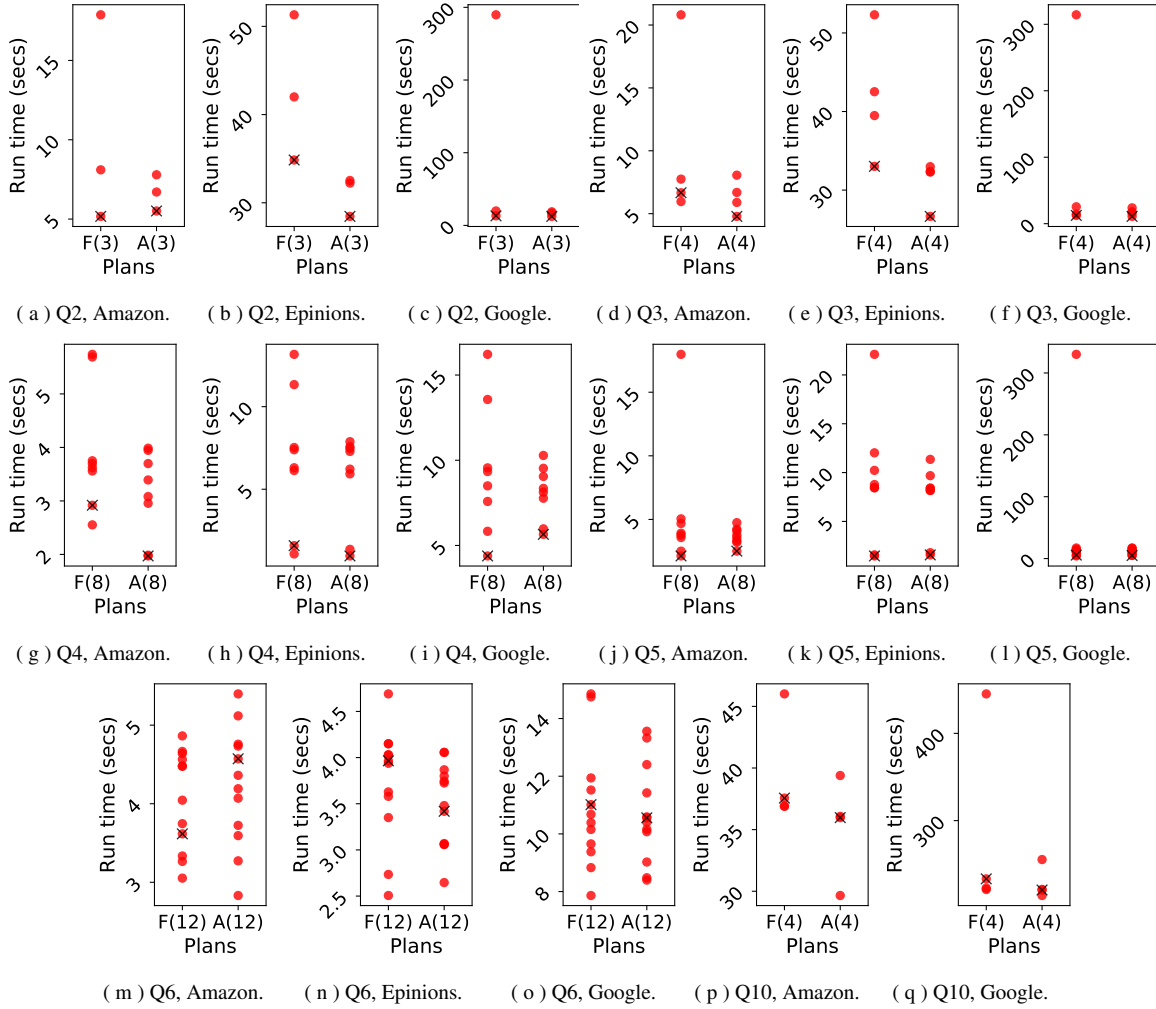 Run time (secs)
15
10
5
F(3) A(3)
Plans
( a ) Q2, Amazon.
Run time (secs)
50
40
30
F(3) A(3)
Plans
( b ) Q2, Epinions.
Run time (secs)
300
200
100
0
F(3) A(3)
Plans
( c ) Q2, Google.
Run time (secs)
20
15
10
5
F(4) A(4)
Plans
( d ) Q3, Amazon.
Run time (secs)
50
40
30
F(4) A(4)
Plans
( e ) Q3, Epinions.
Run time (secs)
300
200
100
0
F(4) A(4)
Plans
( f ) Q3, Google.
Run time (secs)
5
4
3
2
F(8) A(8)
Plans
( g ) Q4, Amazon.
Run time (secs)
10
5
F(8) A(8)
Plans
( h ) Q4, Epinions.
Run time (secs)
15
10
5
F(8) A(8)
Plans
( i ) Q4, Google.
Run time (secs)
15
10
5
F(8) A(8)
Plans
( j ) Q5, Amazon.
Run time (secs)
20
15
10
5
F(8) A(8)
Plans
( k ) Q5, Epinions.
Run time (secs)
300
200
100
0
F(8) A(8)
Plans
( l ) Q5, Google.
Run time (secs)
5
4
3
F(12) A(12)
Plans
( m ) Q6, Amazon.
Run time (secs)
4.5
4.0
3.5
3.0
2.5
F(12) A(12)
Plans
( n ) Q6, Epinions.
Run time (secs)
14
12
10
8
F(12) A(12)
Plans
( o ) Q6, Google.
Run time (secs)
45
40
35
30
F(4) A(4)
Plans
( p ) Q10, Amazon.
Run time (secs)
400
300
F(4) A(4)
Plans
( q ) Q10, Google.